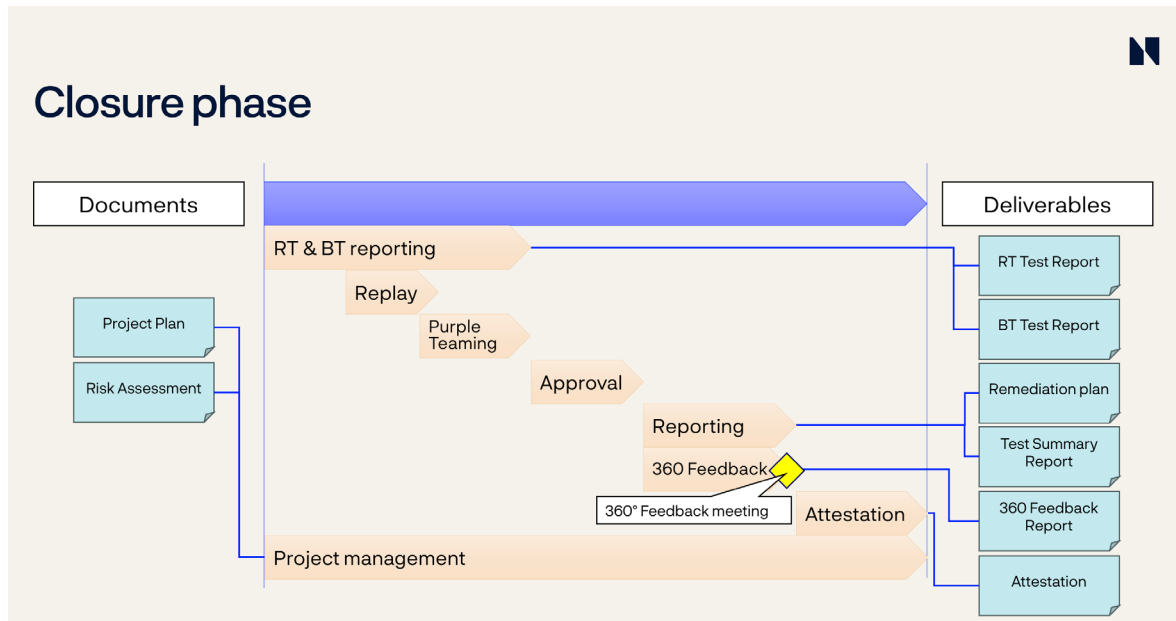 Closure phase
Documents
Deliverables
RT & BT reporting
Replay
Purple
Teaming
Approval
Reporting
360 Feedback
360° Feedback meeting
Attestation
Project management
Project Plan
Risk Assessment
RT Test Report
BT Test Report
Remediation plan
Test Summary
Report
360 Feedback
Report
Attestation